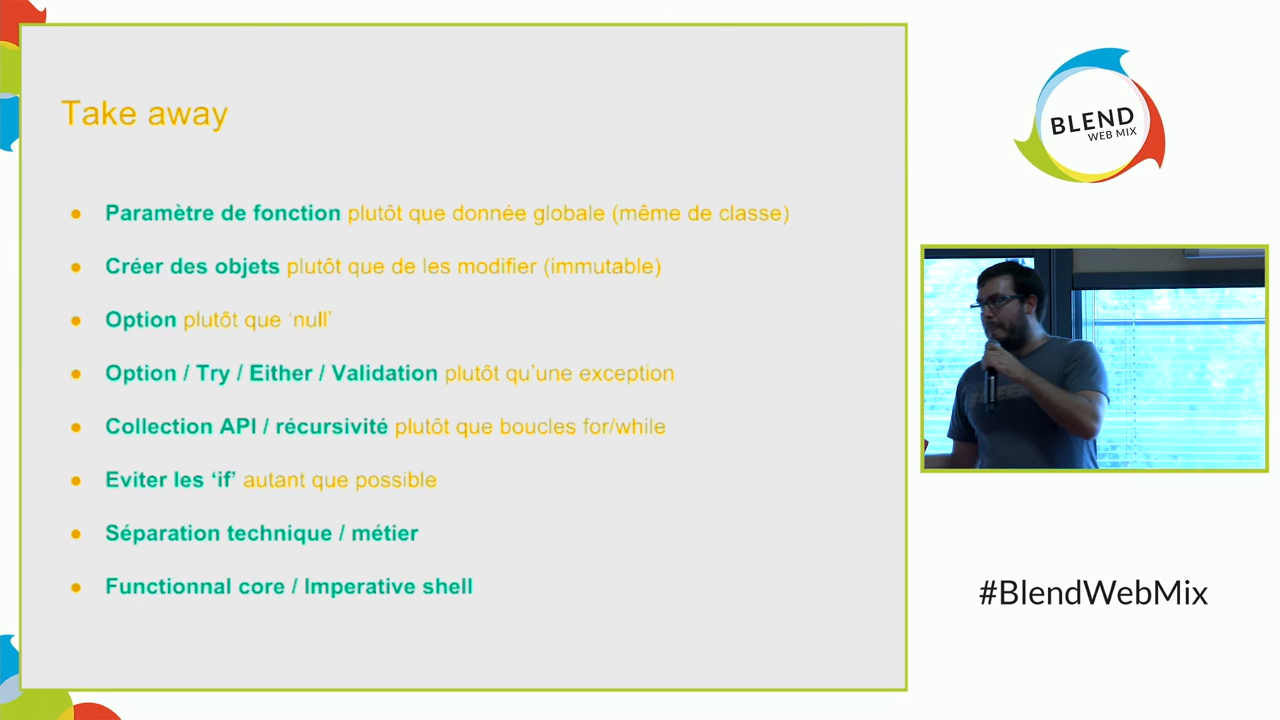 Take away
● Paramètre de fonction plutôt que donnée globale (même de classe)
● Créer des objets plutôt que de les modifier (immutable)
● Option plutôt que ‘null’
● Option / Try / Either / Validation plutôt qu’une exception
● Collection API / récursivité plutôt que boucles for/while
● Eviter les ‘if’ autant que possible
● Séparation technique / métier
● Functionnal core / Imperative shell
BLEND
WEB MIX
#BlendWebMix